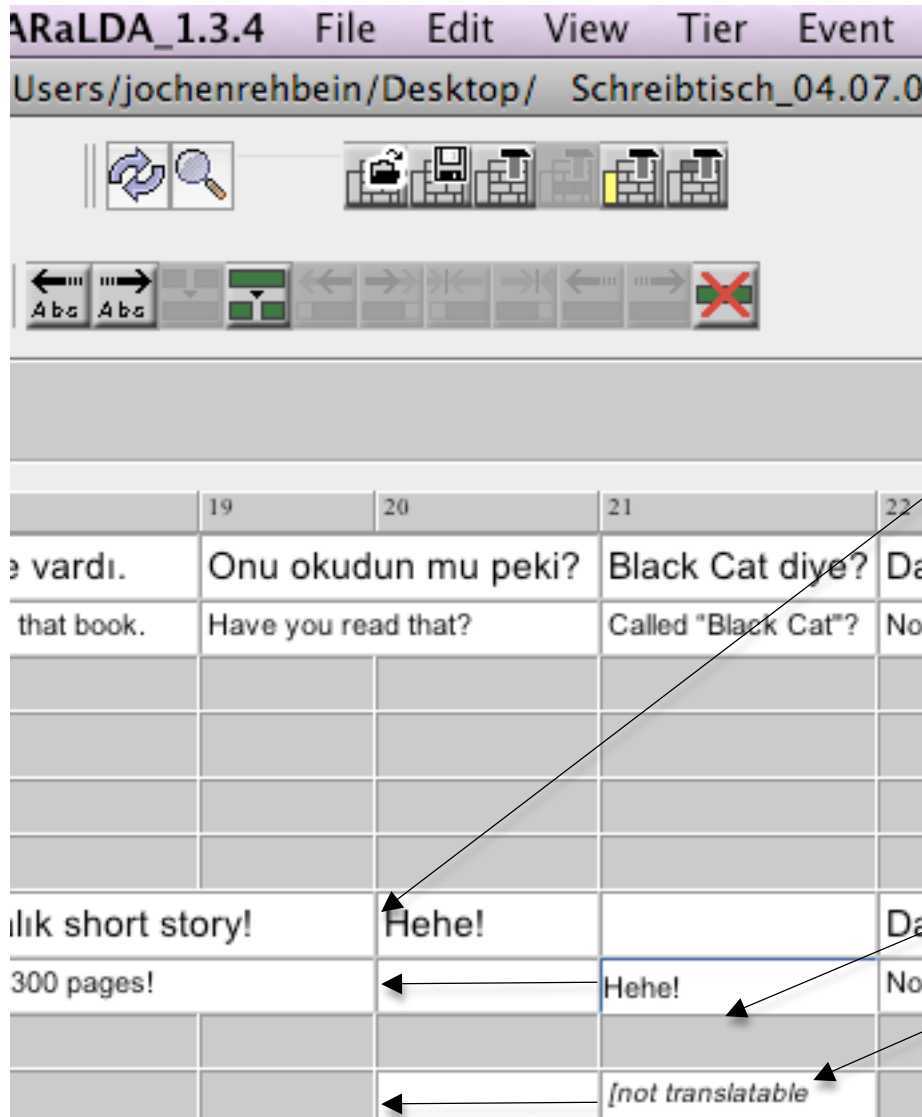 ARaLDA_1.3.4 File Edit View Tier Event
Users/jochenrehbein/Desktop/ Schreibtisch_04.07.0
Abc Abc
19 20 21 22
e vardı. Onu okudun mu peki? Black Cat diye? Da
that book. Have you read that? Called "Black Cat"? No
lık short story! Hehe! Da
300 pages! Hehe! No
[not translatable